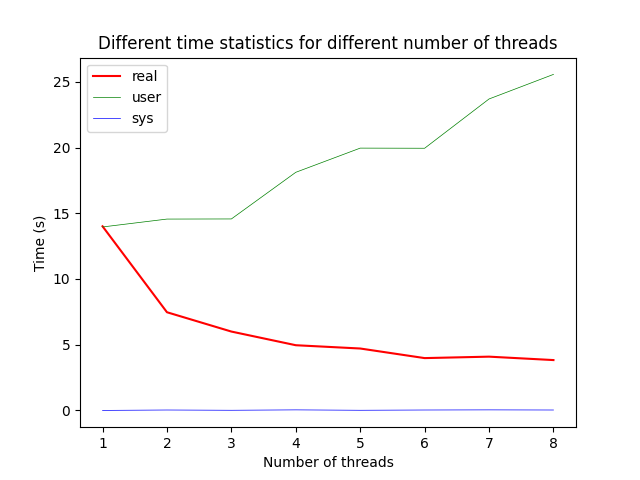 Different time statistics for different number of threads
real
user
sys
25
20
15
10
5
0
Time (s)
1 2 3 4 5 6 7 8
Number of threads